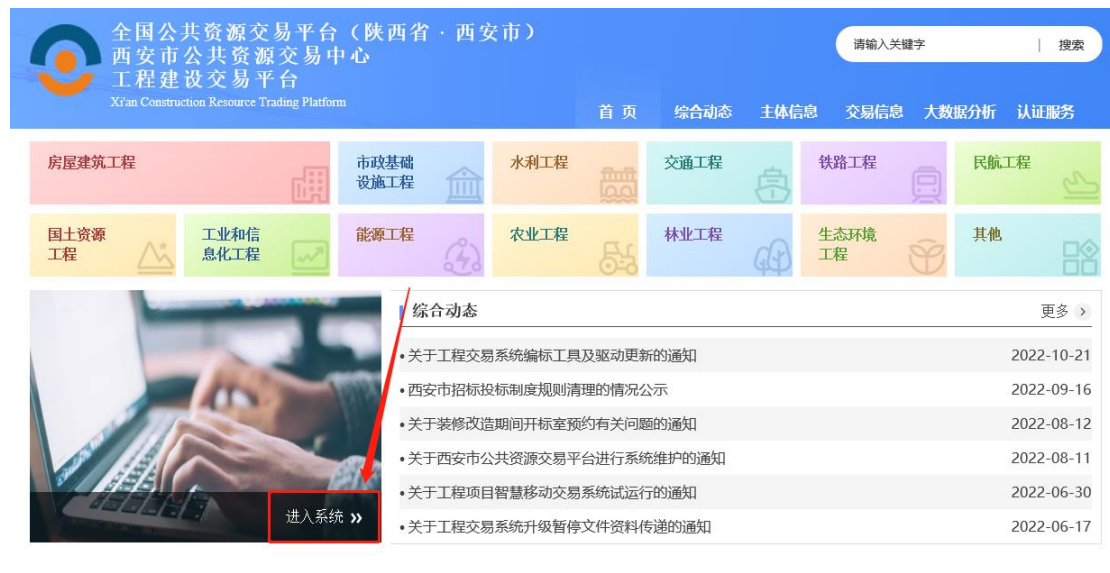 全国公共资源交易平台（陕西省·西安市）
西安市公共资源交易中心
工程建设交易平台
Xi'an Construction Resource Trading Platform
请输入关键字 | 搜索
首 页 综合动态 主体信息 交易信息 大数据分析 认证服务
房屋建筑工程
市政基础
设施工程
水利工程
交通工程
铁路工程
民航工程
国土资源
工程
工业和信
息化工程
能源工程
农业工程
林业工程
生态环境
工程
其他
进入系统 »
综合动态 更多 >
•关于工程交易系统编标工具及驱动更新的通知 2022-10-21
•西安市招标投标制度规则清理的情况公示 2022-09-16
•关于装修改造期间开标室预约有关问题的通知 2022-08-12
•关于西安市公共资源交易平台进行系统维护的通知 2022-08-11
•关于工程项目智慧移动交易系统试运行的通知 2022-06-30
•关于工程交易系统升级暂停文件资料传递的通知 2022-06-17